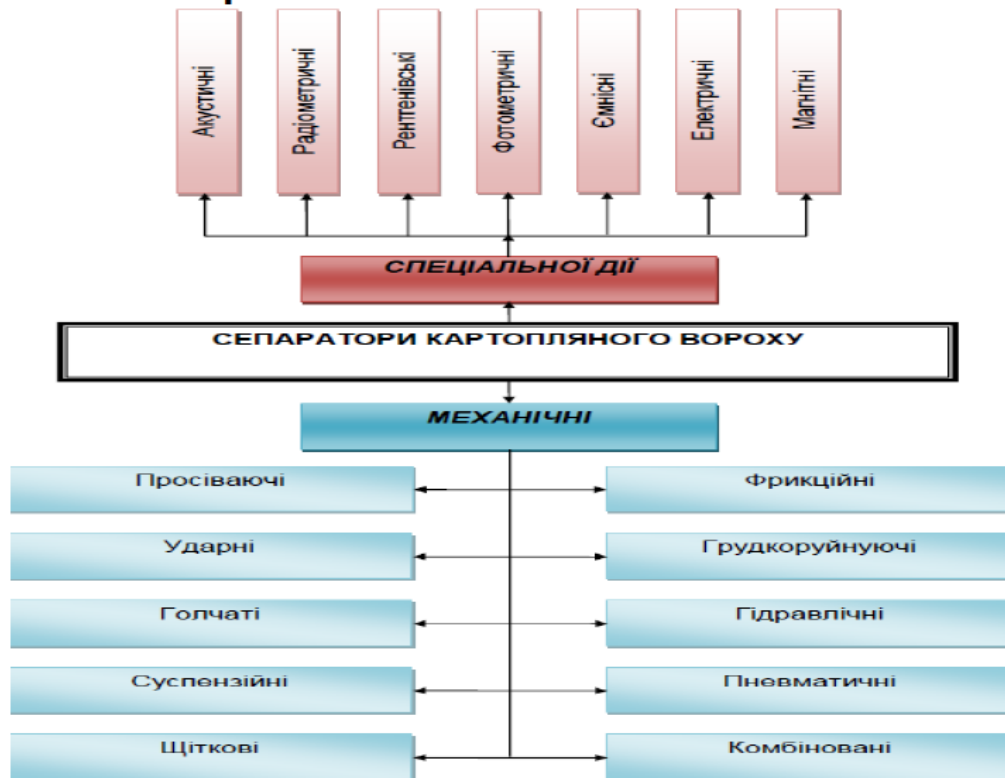 Акустичні
Радіометричні
Рентгенівські
Фотометричні
Ємнісні
Електричні
Магнітні
СПЕЦІАЛЬНОЇ ДІЇ
СЕПАРАТОРИ КАРТОПЛЯНОГО ВОРОХУ
МЕХАНІЧНІ
Просіваючі
Фрикційні
Ударні
Грудкоруйнуючі
Голчаті
Гідравлічні
Суспензійні
Пневматичні
Щіткові
Комбіновані